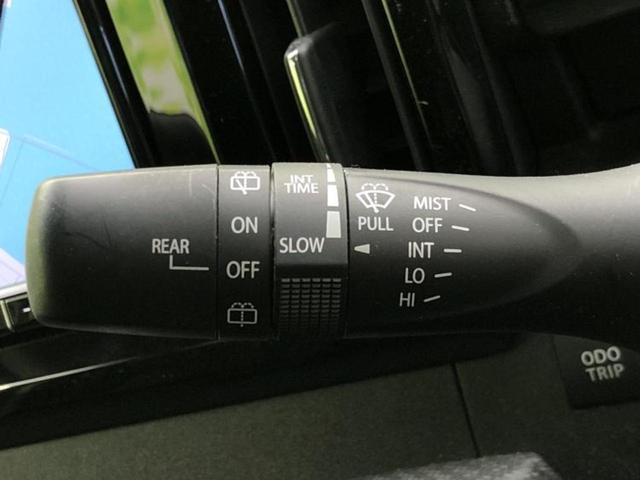 REAR
ON
OFF
INT
TIME
SLOW
PULL
MIST
OFF
INT
LO
HI
ODO
TRIP